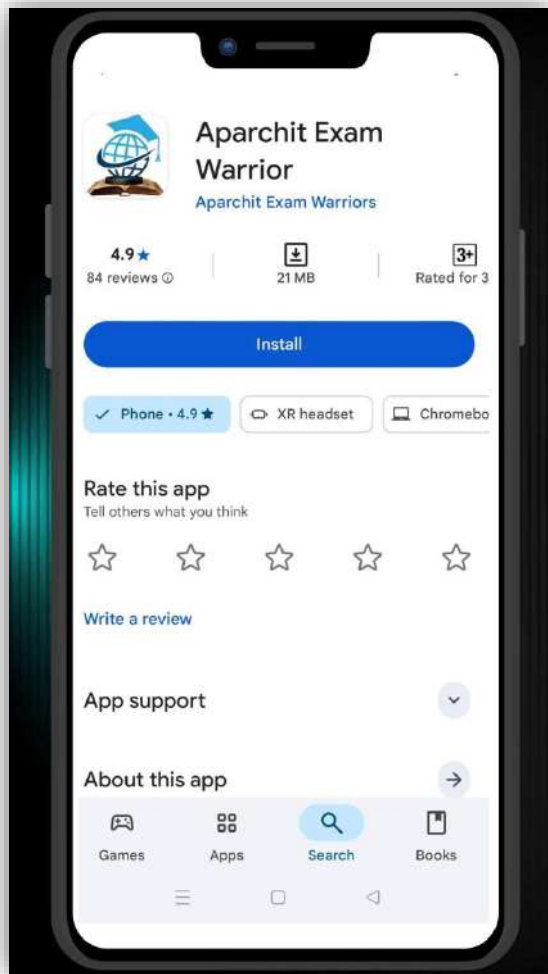 Aparchit Exam
Warrior
Aparchit Exam Warriors
4.9★
84 reviews
21 MB
3+
Rated for 3
Install
Phone • 4.9 ★
XR headset
Chromebo
Rate this app
Tell others what you think
Write a review
App support
About this app
Games
Apps
Search
Books